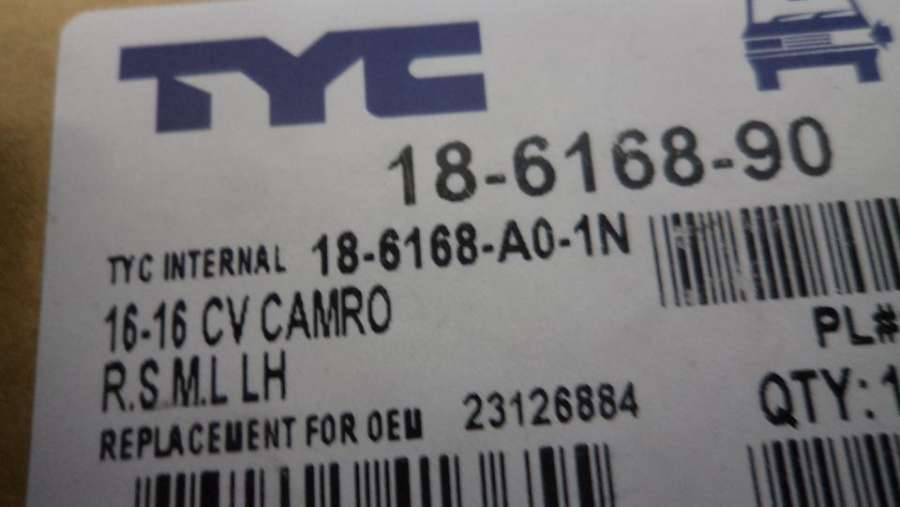 TYC
18-6168-90
TYC INTERNAL 18-6168-A0-1N
16-16 CV CAMRO
PL#
R.S M.L LH
QTY:1
REPLACEMENT FOR OEM 23126884